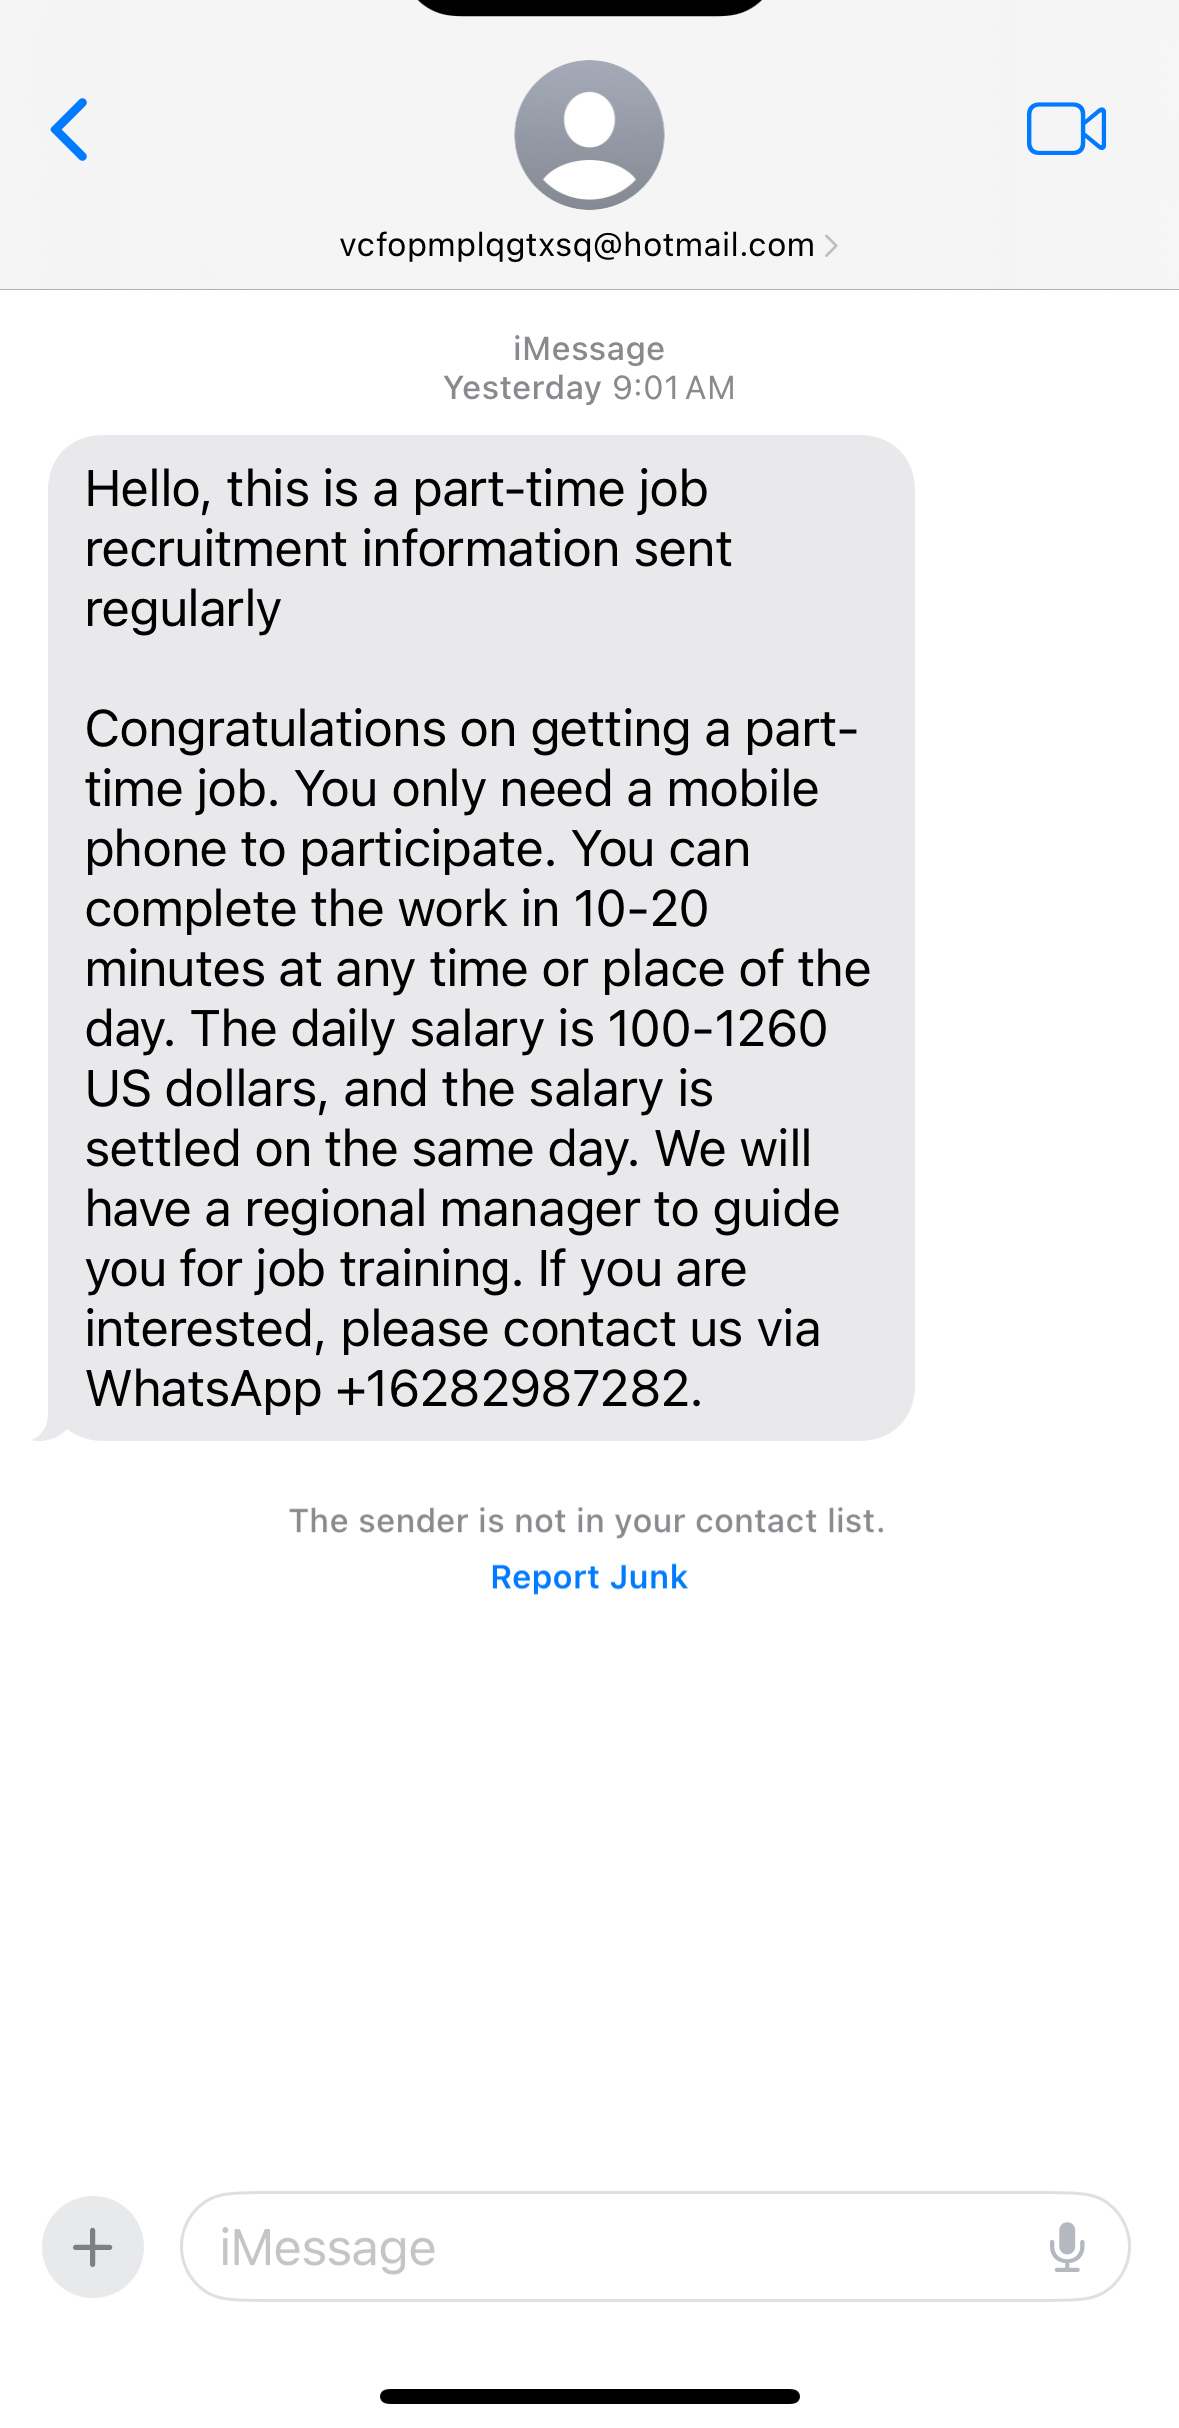 vcfopmplqgtxsq@hotmail.com
iMessage
Yesterday 9:01 AM
Hello, this is a part-time job
recruitment information sent
regularly
Congratulations on getting a part-
time job. You only need a mobile
phone to participate. You can
complete the work in 10-20
minutes at any time or place of the
day. The daily salary is 100-1260
US dollars, and the salary is
settled on the same day. We will
have a regional manager to guide
you for job training. If you are
interested, please contact us via
WhatsApp +16282987282.
The sender is not in your contact list.
Report Junk
iMessage